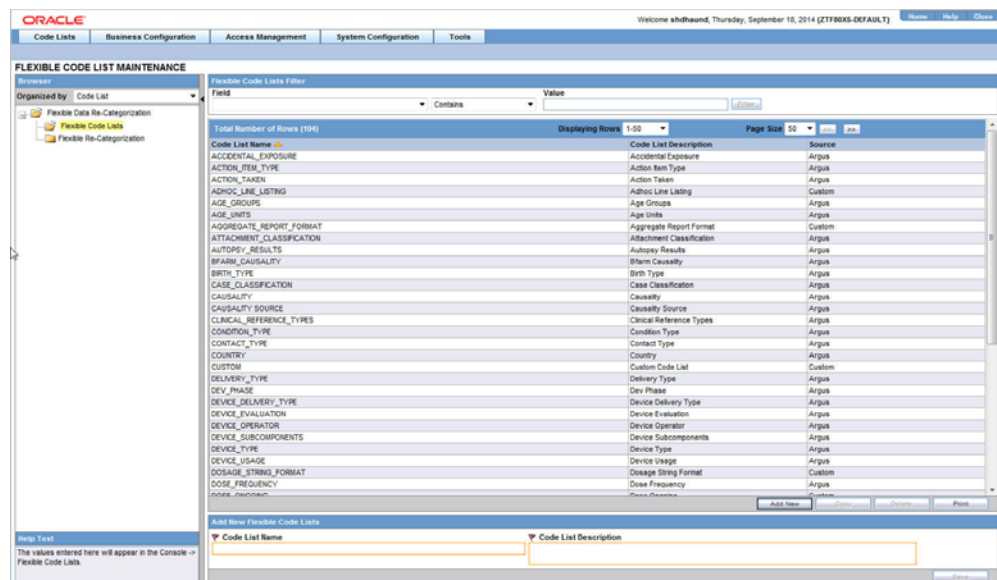 ORACLE
Welcome shdhaund, Thursday, September 18, 2014 (ZTF80X5-DEFAULT) Home Help Close
Code Lists Business Configuration Access Management System Configuration Tools
FLEXIBLE CODE LIST MAINTENANCE
Browser
Organized by Code List
Flexible Data Re-Categorization
Flexible Code Lists
Flexible Re-Categorization
Flexible Code Lists Filter
Field Value
Contains Filter
Total Number of Rows (104) Displaying Rows 1-50 Page Size 50 << >>
Code List Name Code List Description Source
ACCIDENTAL_EXPOSURE Accidental Exposure Argus
ACTION_ITEM_TYPE Action Item Type Argus
ACTION_TAKEN Action Taken Argus
ADHOC_LINE_LISTING Adhoc Line Listing Custom
AGE_GROUPS Age Groups Argus
AGE_UNITS Age Units Argus
AGGREGATE_REPORT_FORMAT Aggregate Report Format Custom
ATTACHMENT_CLASSIFICATION Attachment Classification Argus
AUTOPSY_RESULTS Autopsy Results Argus
BFARM_CAUSALITY Bfarm Causality Argus
BIRTH_TYPE Birth Type Argus
CASE_CLASSIFICATION Case Classification Argus
CAUSALITY Causality Argus
CAUSALITY SOURCE Causality Source Argus
CLINICAL_REFERENCE_TYPES Clinical Reference Types Argus
CONDITION_TYPE Condition Type Argus
CONTACT_TYPE Contact Type Argus
COUNTRY Country Argus
CUSTOM Custom Code List Custom
DELIVERY_TYPE Delivery Type Argus
DEV_PHASE Dev Phase Argus
DEVICE_DELIVERY_TYPE Device Delivery Type Argus
DEVICE_EVALUATION Device Evaluation Argus
DEVICE_OPERATOR Device Operator Argus
DEVICE_SUBCOMPONENTS Device Subcomponents Argus
DEVICE_TYPE Device Type Argus
DEVICE_USAGE Device Usage Argus
DOSAGE_STRING_FORMAT Dosage String Format Custom
DOSE_FREQUENCY Dose Frequency Argus
Add New Copy Delete Print
Add New Flexible Code Lists
Code List Name Code List Description
Save
Help Text
The values entered here will appear in the Console ->
Flexible Code Lists.